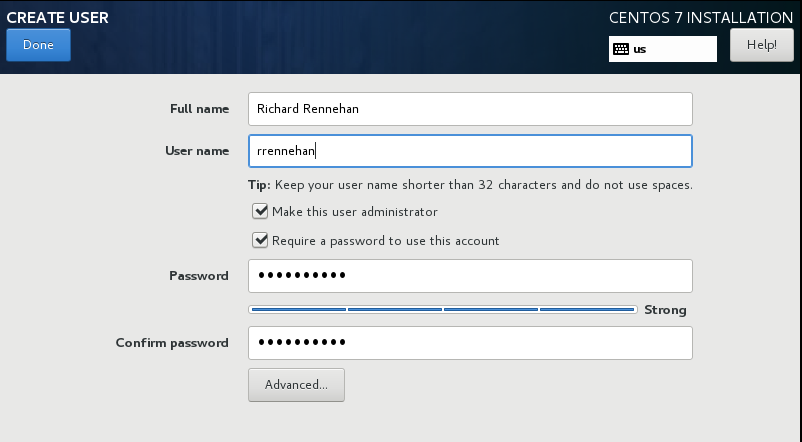 CREATE USER
CENTOS 7 INSTALLATION
Done
us
Help!
Full name
Richard Rennehan
User name
rrennehan
Tip: Keep your user name shorter than 32 characters and do not use spaces.
Make this user administrator
Require a password to use this account
Password
●●●●●●●●●●
Strong
Confirm password
●●●●●●●●●●
Advanced...